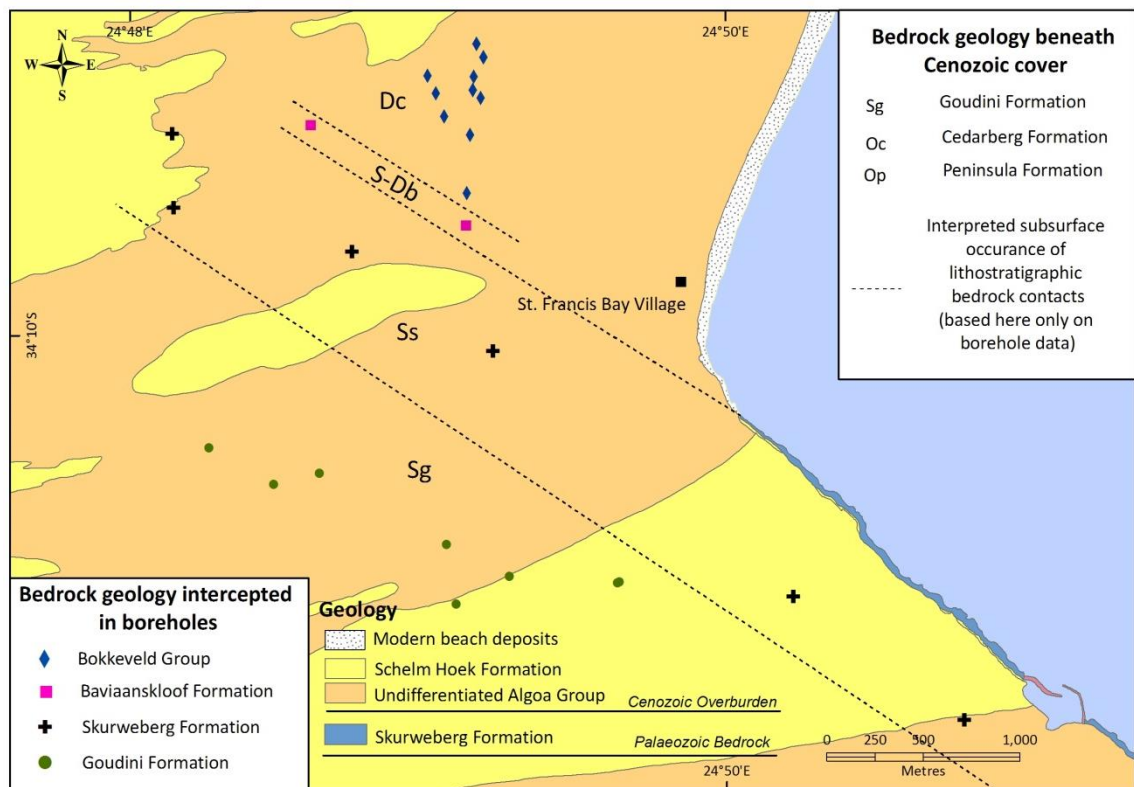 24°48'E
24°50'E
N
W E
S
Dc
S-Db
St. Francis Bay Village
34°10'S
Ss
Sg
Bedrock geology beneath
Cenozoic cover
Sg Goudini Formation
Oc Cedarberg Formation
Op Peninsula Formation
Interpreted subsurface
occurance of
lithostratigraphic
bedrock contacts
(based here only on
borehole data)
Bedrock geology intercepted
in boreholes
Bokkeveld Group
Baviaanskloof Formation
Skurweberg Formation
Goudini Formation
Geology
Modern beach deposits
Schelm Hoek Formation
Undifferentiated Algoa Group
Cenozoic Overburden
Skurweberg Formation
Palaeozoic Bedrock
0 250 500 1,000
Metres
24°50'E